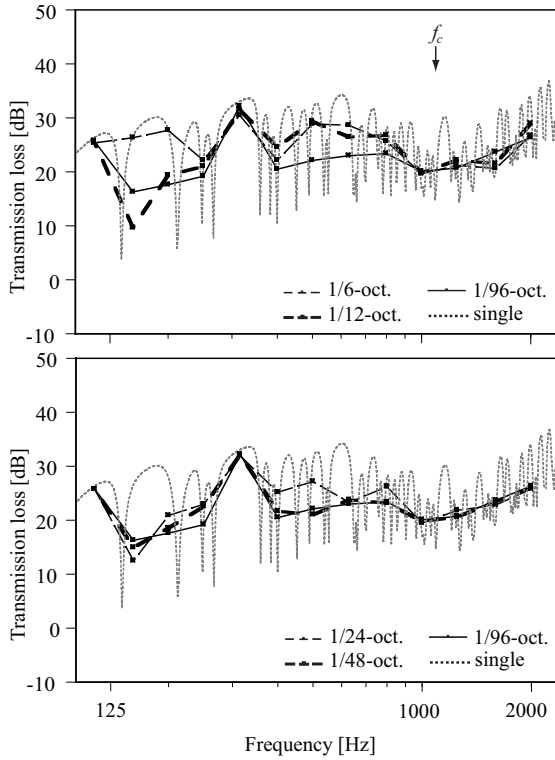 50
40
30
20
10
0
-10
Transmission loss [dB]
f_c
1/6-oct. 1/96-oct.
1/12-oct. single
50
40
30
20
10
0
-10
Transmission loss [dB]
1/24-oct. 1/96-oct.
1/48-oct. single
125 1000 2000
Frequency [Hz]